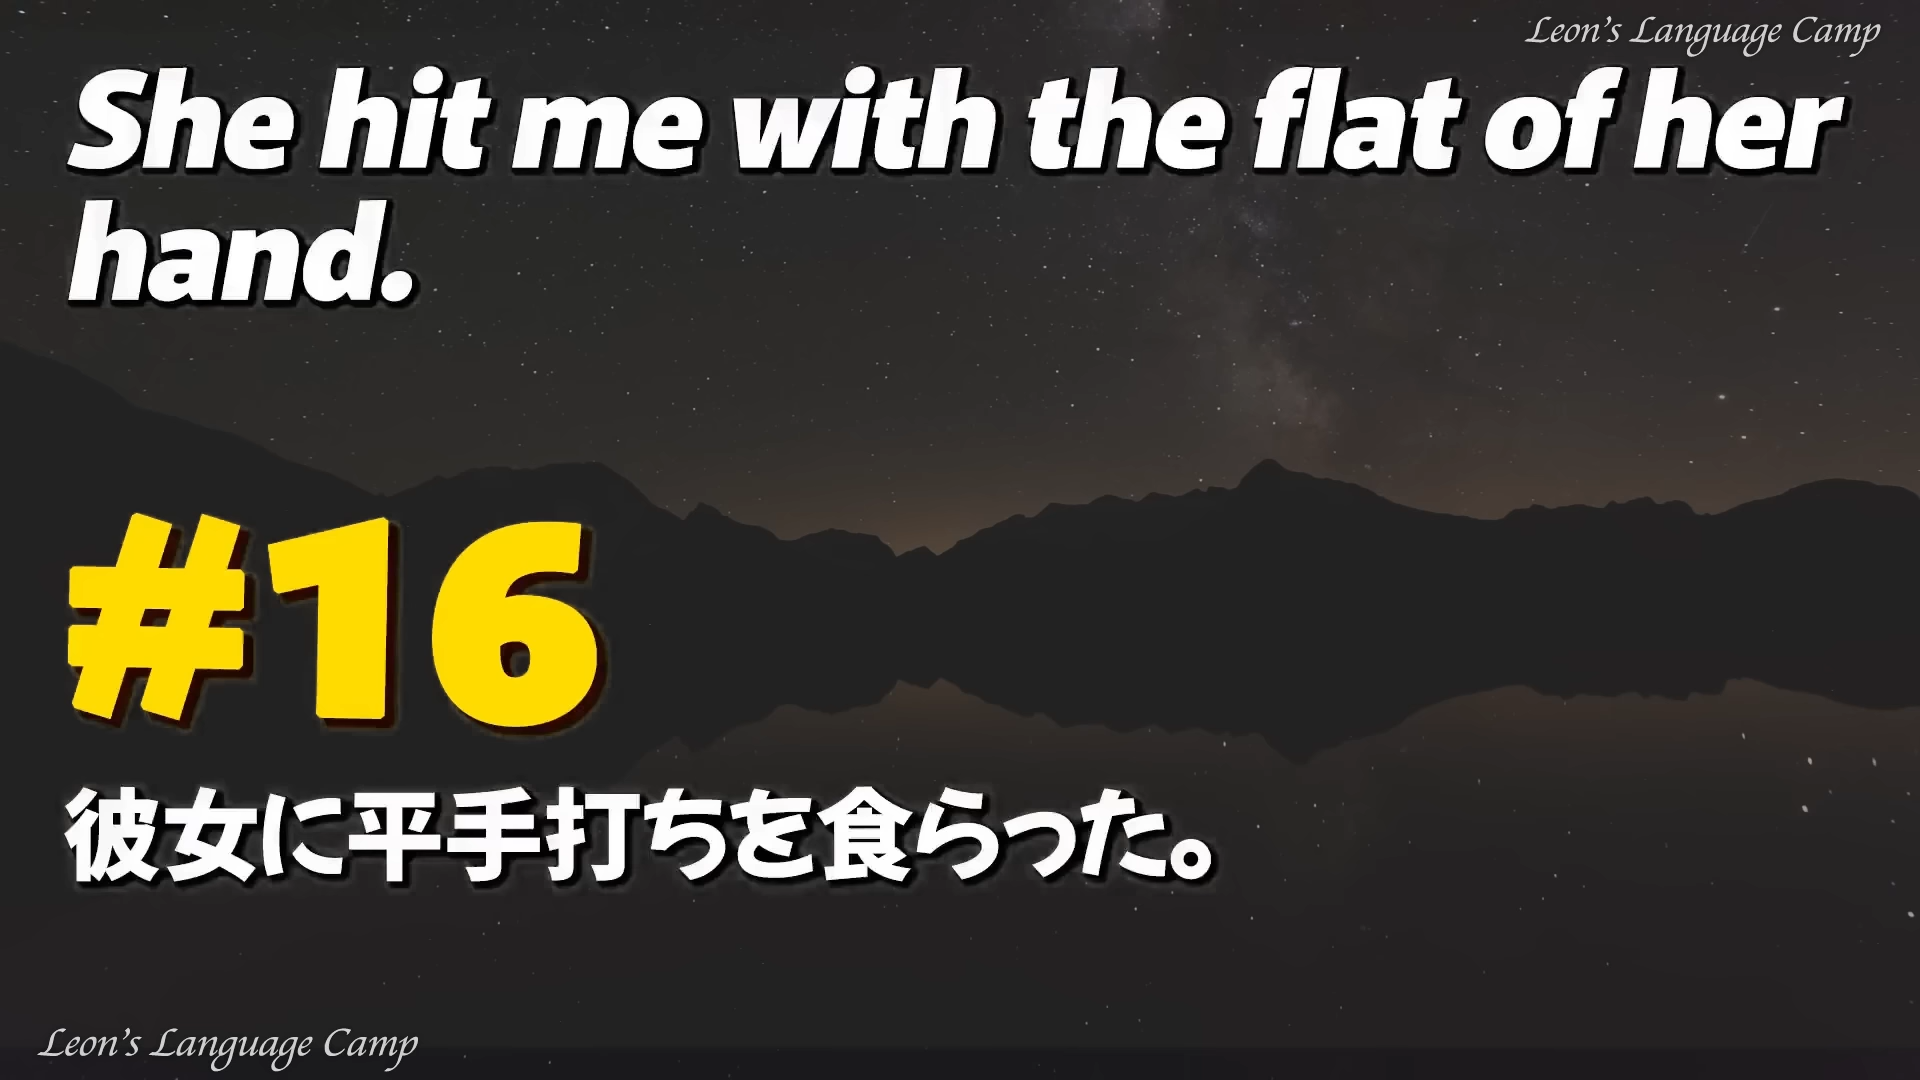 Leon's Language Camp
She hit me with the flat of her
hand.
#16
彼女に平手打ちを食らった。
Leon's Language Camp